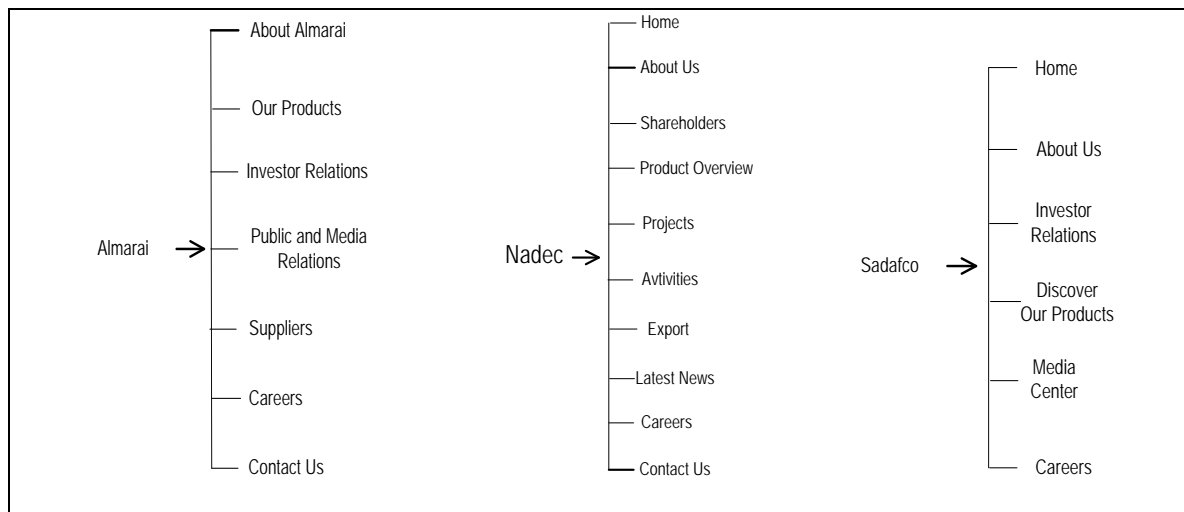 Almarai
About Almarai
Our Products
Investor Relations
Public and Media
Relations
Suppliers
Careers
Contact Us
Nadec
Home
About Us
Shareholders
Product Overview
Projects
Avtivities
Export
Latest News
Careers
Contact Us
Sadafco
Home
About Us
Investor
Relations
Discover
Our Products
Media
Center
Careers